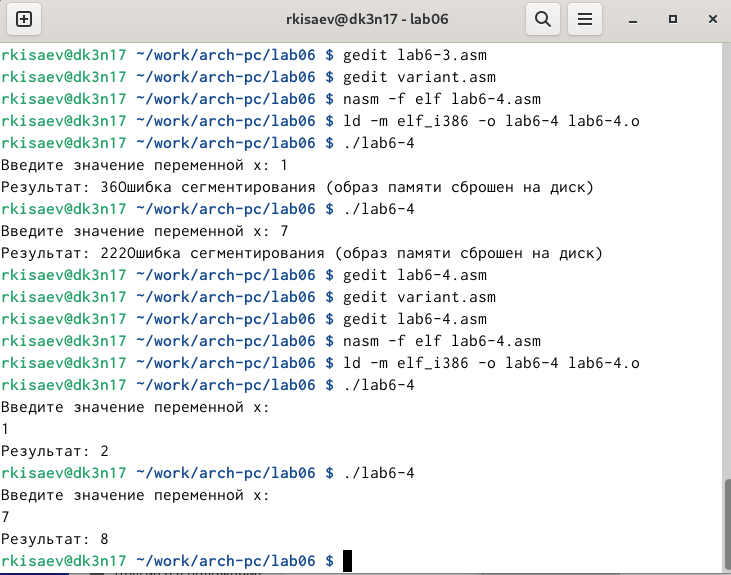 rkisaev@dk3n17 - lab06
rkisaev@dk3n17 ~/work/arch-pc/lab06 $ gedit lab6-3.asm
rkisaev@dk3n17 ~/work/arch-pc/lab06 $ gedit variant.asm
rkisaev@dk3n17 ~/work/arch-pc/lab06 $ nasm -f elf lab6-4.asm
rkisaev@dk3n17 ~/work/arch-pc/lab06 $ ld -m elf_i386 -o lab6-4 lab6-4.o
rkisaev@dk3n17 ~/work/arch-pc/lab06 $ ./lab6-4
Введите значение переменной x: 1
Результат: 36Ошибка сегментирования (образ памяти сброшен на диск)
rkisaev@dk3n17 ~/work/arch-pc/lab06 $ ./lab6-4
Введите значение переменной x: 7
Результат: 222Ошибка сегментирования (образ памяти сброшен на диск)
rkisaev@dk3n17 ~/work/arch-pc/lab06 $ gedit lab6-4.asm
rkisaev@dk3n17 ~/work/arch-pc/lab06 $ gedit variant.asm
rkisaev@dk3n17 ~/work/arch-pc/lab06 $ gedit lab6-4.asm
rkisaev@dk3n17 ~/work/arch-pc/lab06 $ nasm -f elf lab6-4.asm
rkisaev@dk3n17 ~/work/arch-pc/lab06 $ ld -m elf_i386 -o lab6-4 lab6-4.o
rkisaev@dk3n17 ~/work/arch-pc/lab06 $ ./lab6-4
Введите значение переменной x:
1
Результат: 2
rkisaev@dk3n17 ~/work/arch-pc/lab06 $ ./lab6-4
Введите значение переменной x:
7
Результат: 8
rkisaev@dk3n17 ~/work/arch-pc/lab06 $